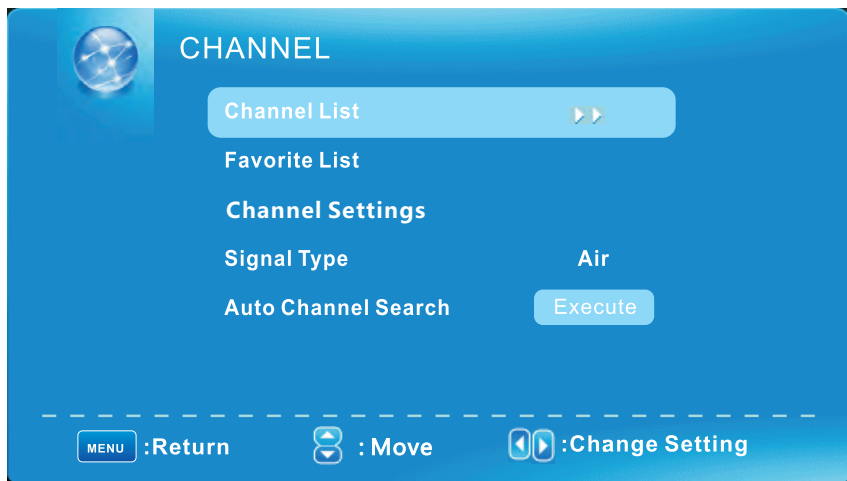 CHANNEL
Channel List
Favorite List
Channel Settings
Signal Type Air
Auto Channel Search Execute
MENU :Return : Move :Change Setting